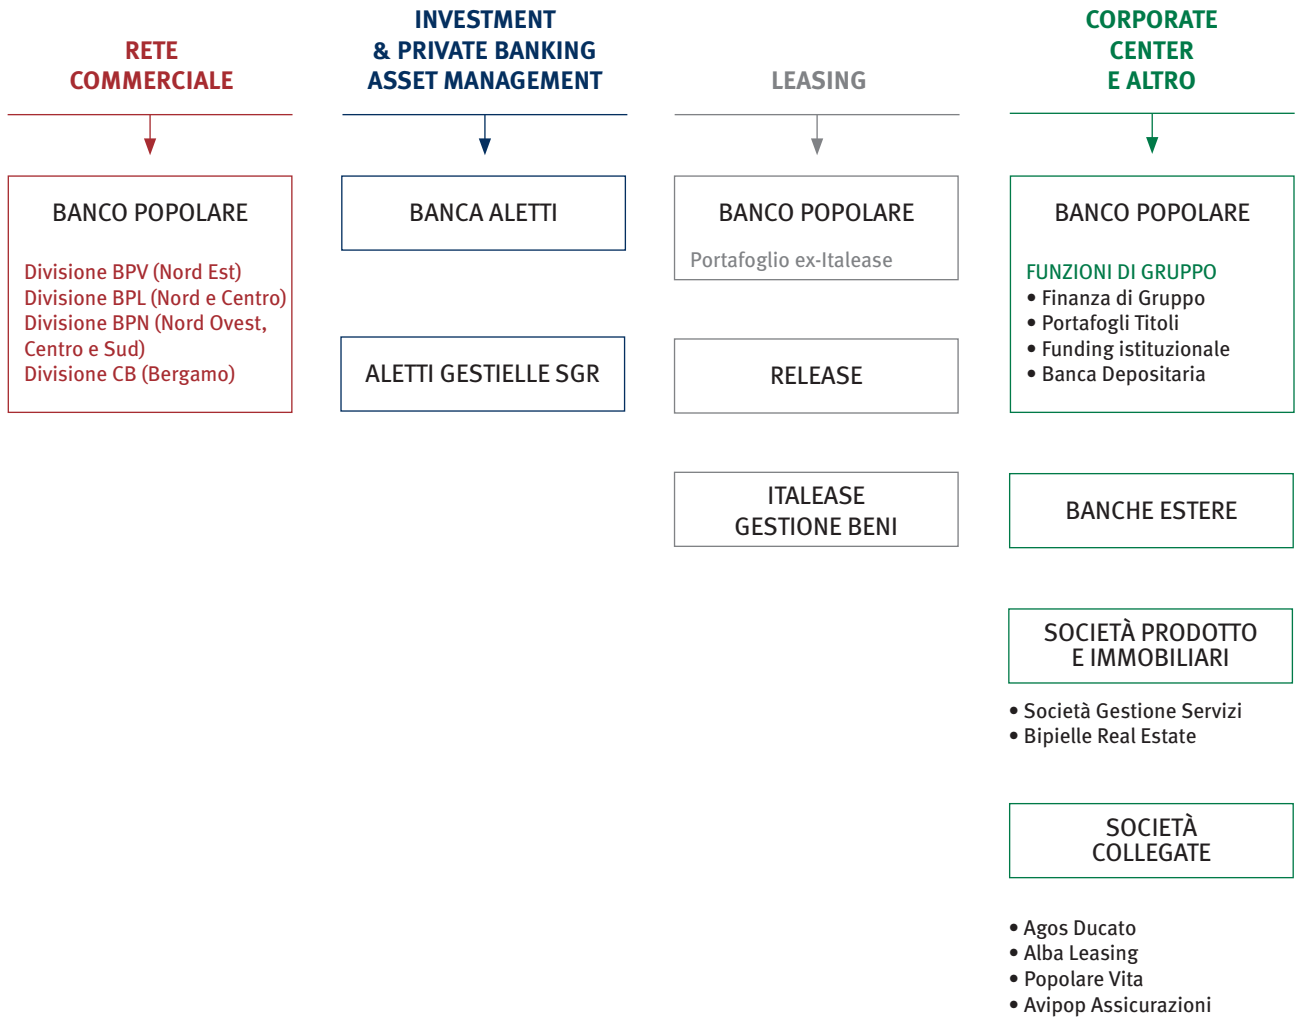 RETE
COMMERCIALE
BANCO POPOLARE
Divisione BPV (Nord Est)
Divisione BPL (Nord e Centro)
Divisione BPN (Nord Ovest,
Centro e Sud)
Divisione CB (Bergamo)
INVESTMENT
& PRIVATE BANKING
ASSET MANAGEMENT
BANCA ALETTI
ALETTI GESTIELLE SGR
LEASING
BANCO POPOLARE
Portafoglio ex-Italease
RELEASE
ITALEASE
GESTIONE BENI
CORPORATE
CENTER
E ALTRO
BANCO POPOLARE
FUNZIONI DI GRUPPO
• Finanza di Gruppo
• Portafogli Titoli
• Funding istituzionale
• Banca Depositaria
BANCHE ESTERE
SOCIETÀ PRODOTTO
E IMMOBILIARI
• Società Gestione Servizi
• Bipielle Real Estate
SOCIETÀ
COLLEGATE
• Agos Ducato
• Alba Leasing
• Popolare Vita
• Avipop Assicurazioni